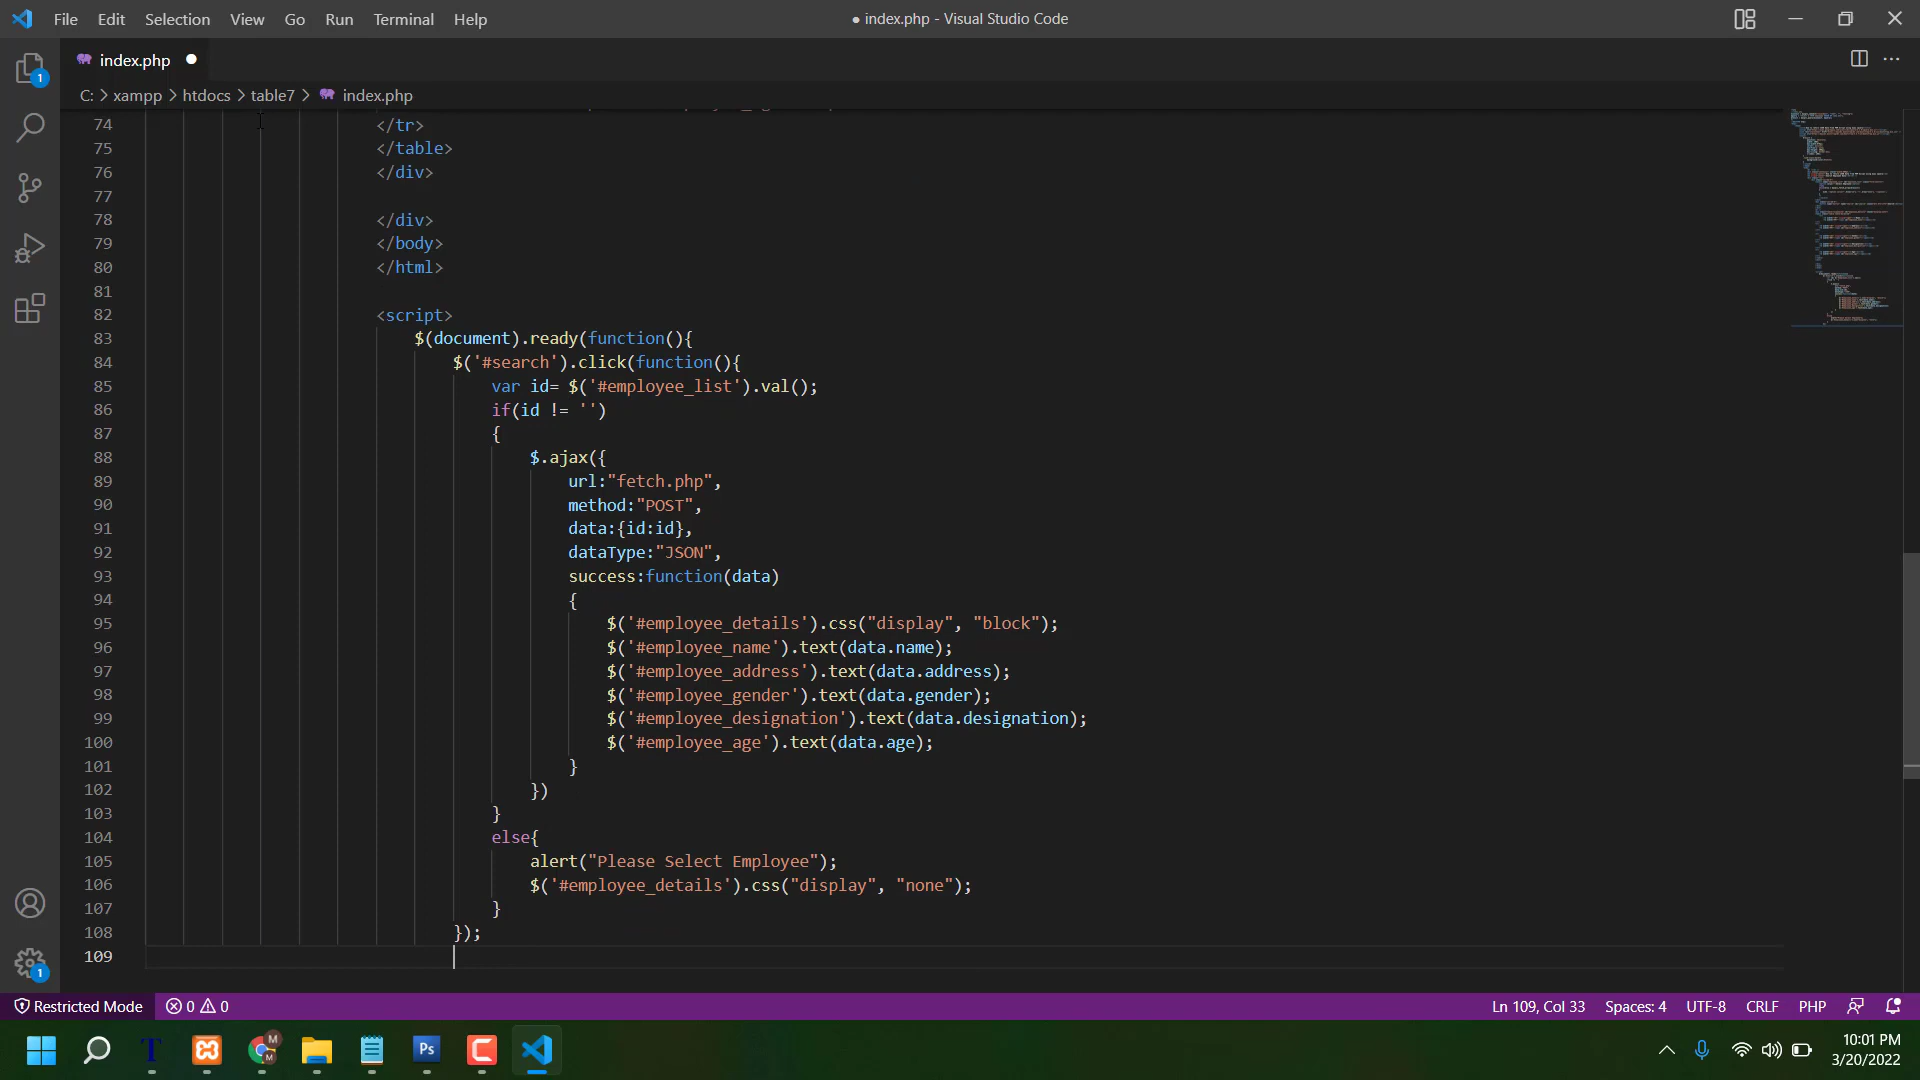 File Edit Selection View Go Run Terminal Help
● index.php - Visual Studio Code
index.php ●
C: > xampp > htdocs > table7 > index.php
74 </tr>
75 </table>
76 </div>
77
78 </div>
79 </body>
80 </html>
81
82 <script>
83 $(document).ready(function(){
84 $('#search').click(function(){
85 var id= $('#employee_list').val();
86 if(id != '')
87 {
88 $.ajax({
89 url:"fetch.php",
90 method:"POST",
91 data:{id:id},
92 dataType:"JSON",
93 success:function(data)
94 {
95 $('#employee_details').css("display", "block");
96 $('#employee_name').text(data.name);
97 $('#employee_address').text(data.address);
98 $('#employee_gender').text(data.gender);
99 $('#employee_designation').text(data.designation);
100 $('#employee_age').text(data.age);
101 }
102 })
103 }
104 else{
105 alert("Please Select Employee");
106 $('#employee_details').css("display", "none");
107 }
108 });
109
1
1
Restricted Mode 0 0
Ln 109, Col 33 Spaces: 4 UTF-8 CRLF PHP
T
M
M
Ps
C
10:01 PM
3/20/2022